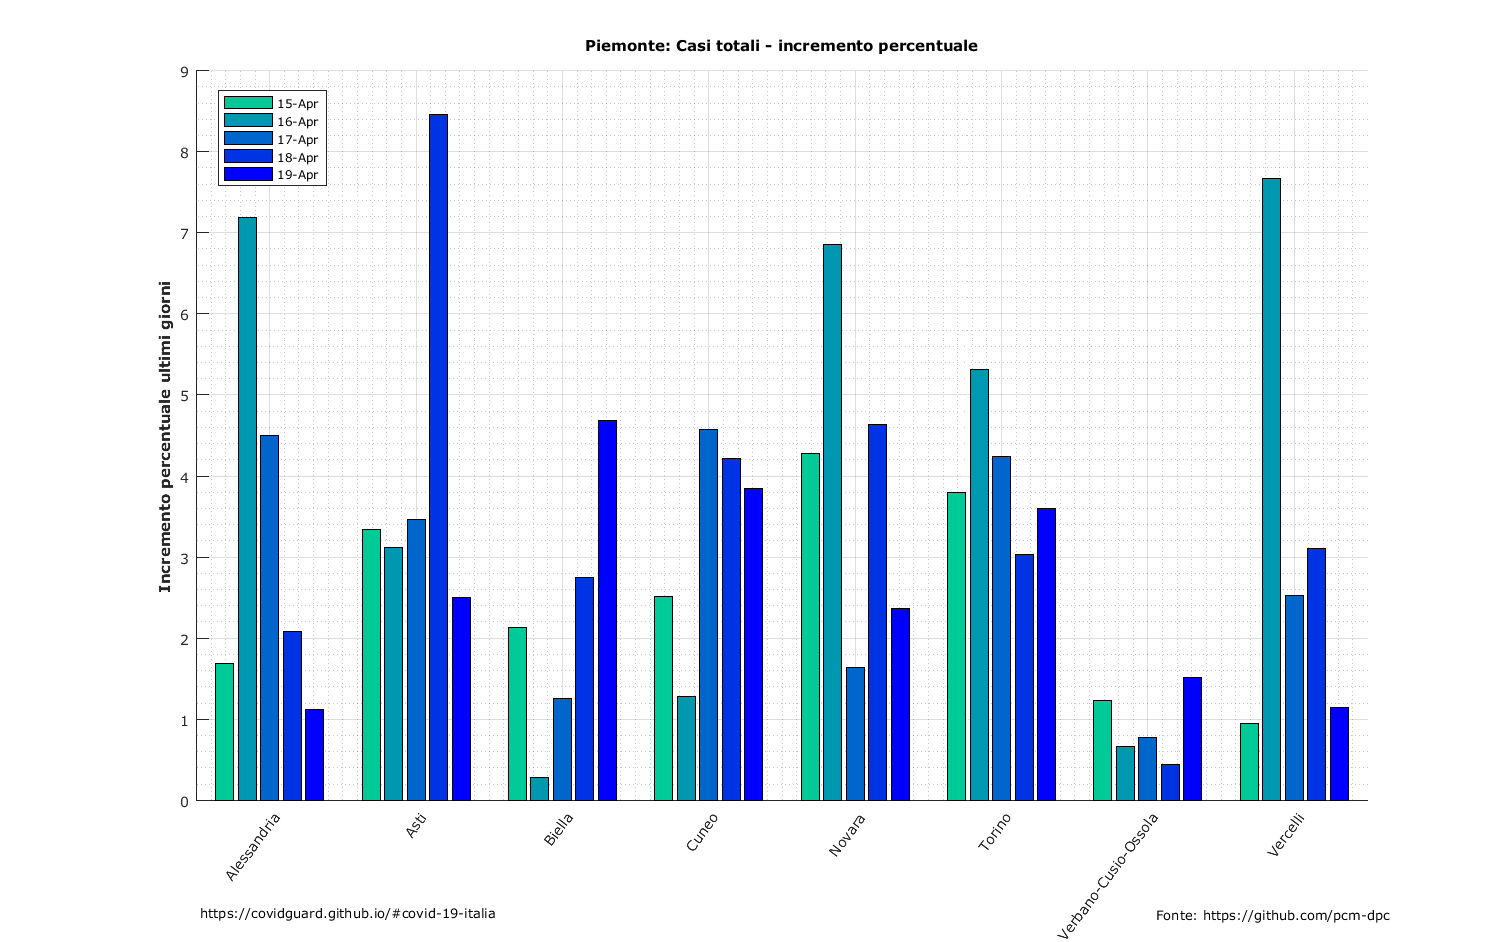 Piemonte: Casi totali - incremento percentuale
Incremento percentuale ultimi giorni
9
8
7
6
5
4
3
2
1
0
15-Apr
16-Apr
17-Apr
18-Apr
19-Apr
Alessandria
Asti
Biella
Cuneo
Novara
Torino
Verbano-Cusio-Ossola
Vercelli
https://covidguard.github.io/#covid-19-italia
Fonte: https://github.com/pcm-dpc